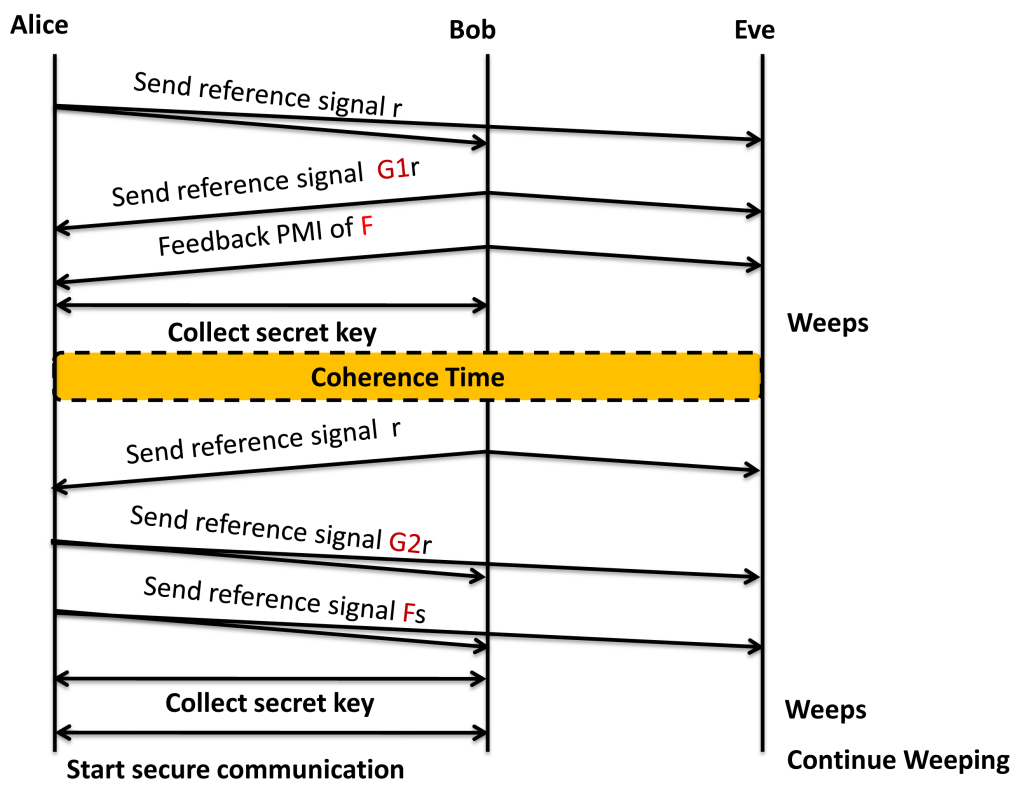 Alice
Bob
Eve
Send reference signal r
Send reference signal G1r
Feedback PMI of F
Collect secret key
Weeps
Coherence Time
Send reference signal r
Send reference signal G2r
Send reference signal Fs
Collect secret key
Weeps
Start secure communication
Continue Weeping